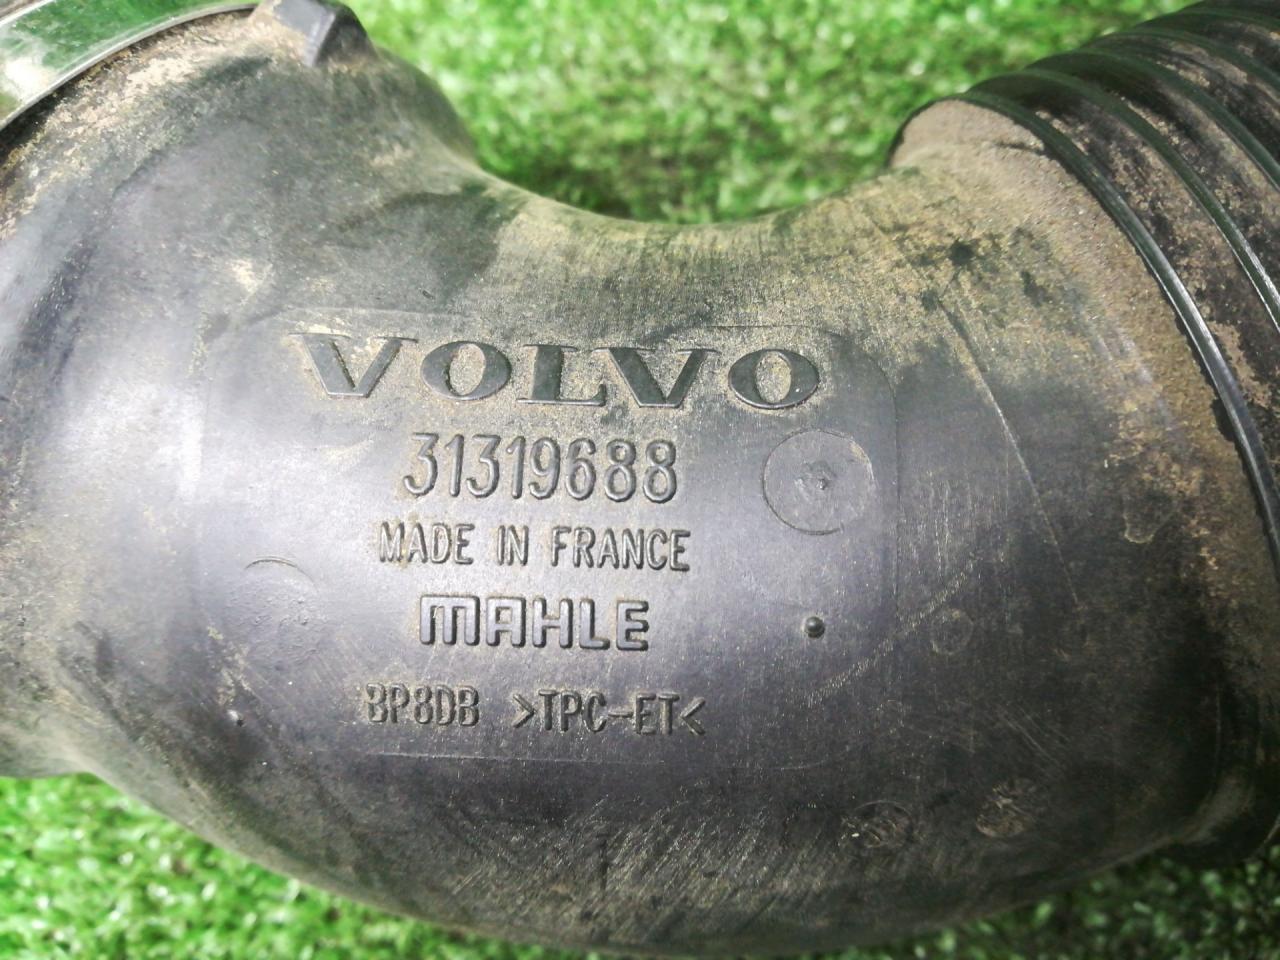 VOLVO
31319688
MADE IN FRANCE
MAHLE
BP8DB >TPC-ET<